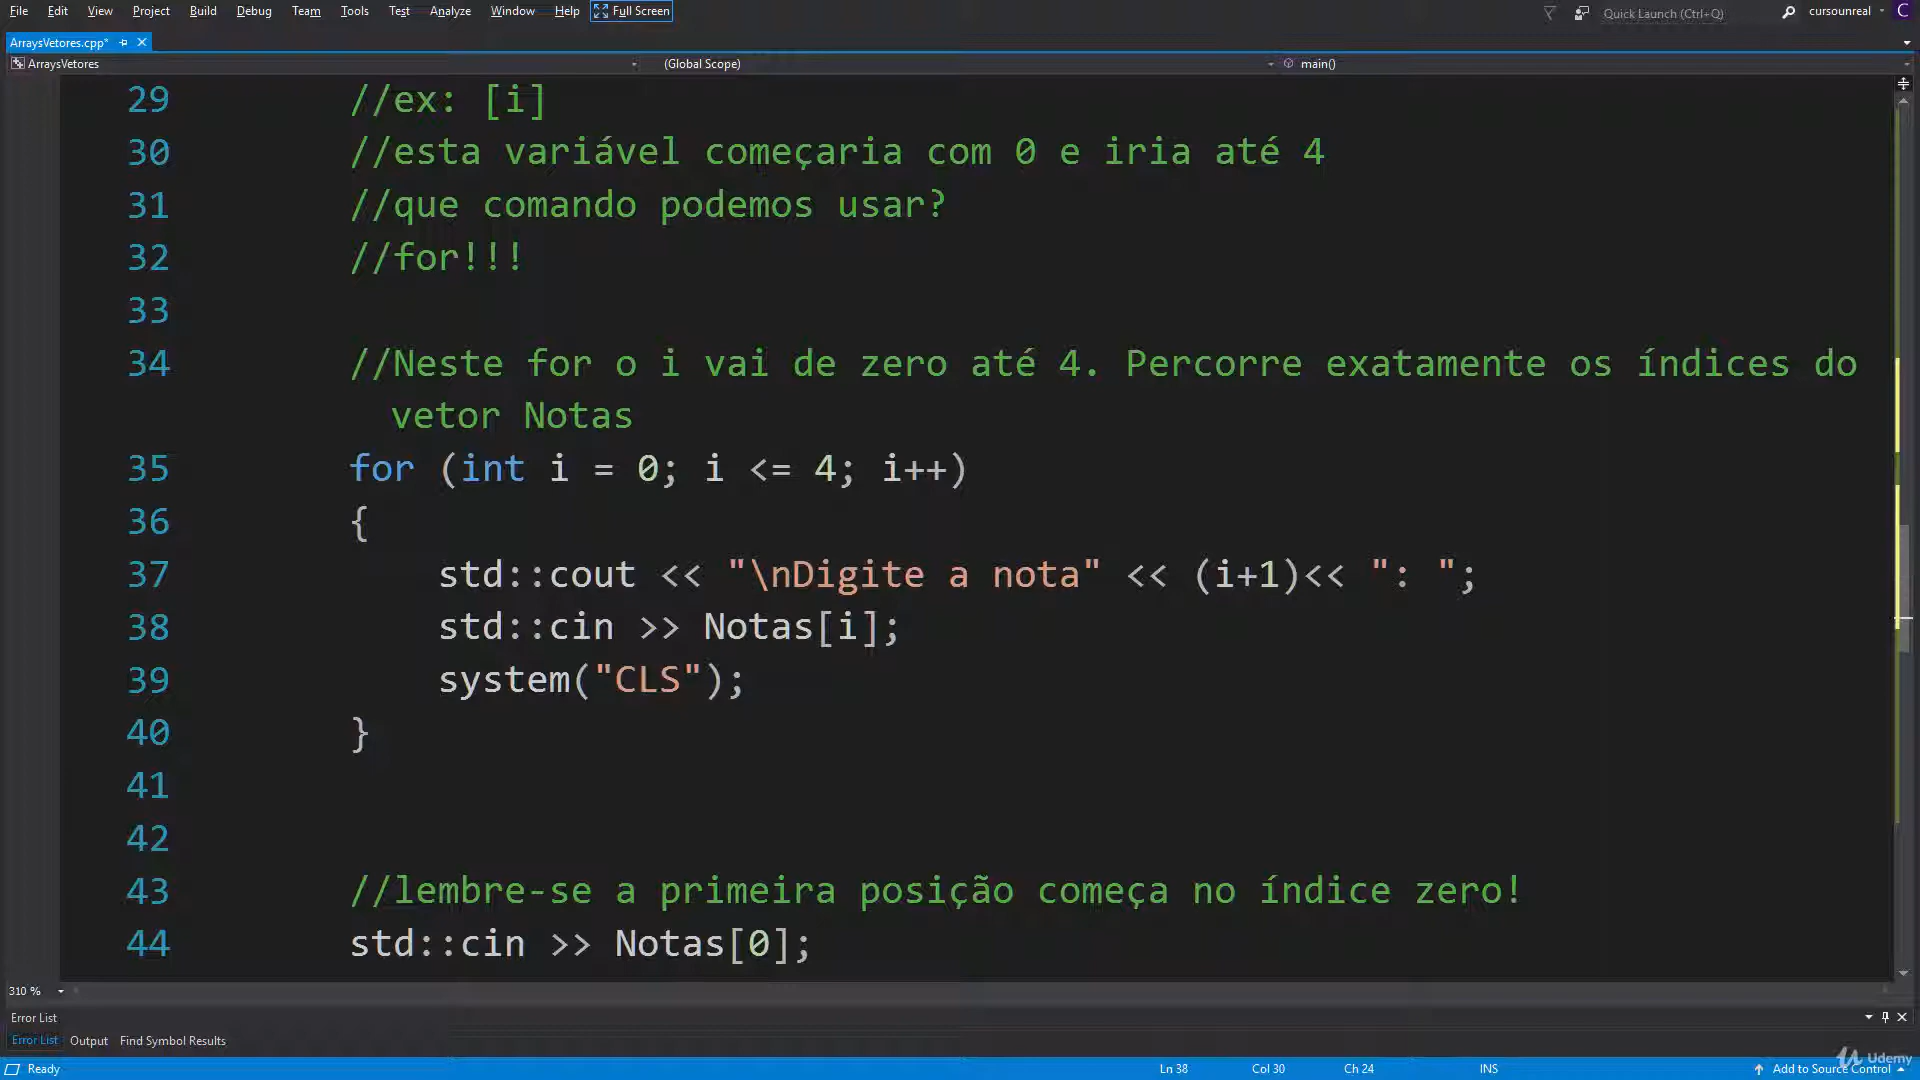 File Edit View Project Build Debug Team Tools Test Analyze Window Help Full Screen Quick Launch (Ctrl+Q) cursounreal C
ArraysVetores.cpp*
ArraysVetores (Global Scope) main()
29 //ex: [i]
30 //esta variável começaria com 0 e iria até 4
31 //que comando podemos usar?
32 //for!!!
33
34 //Neste for o i vai de zero até 4. Percorre exatamente os índices do
vetor Notas
35 for (int i = 0; i <= 4; i++)
36 {
37 std::cout << "\nDigite a nota" << (i+1)<< ": ";
38 std::cin >> Notas[i];
39 system("CLS");
40 }
41
42
43 //lembre-se a primeira posição começa no índice zero!
44 std::cin >> Notas[0];
310 %
Error List
Error List Output Find Symbol Results
Ready Ln 38 Col 30 Ch 24 INS Add to Source Control
Udemy